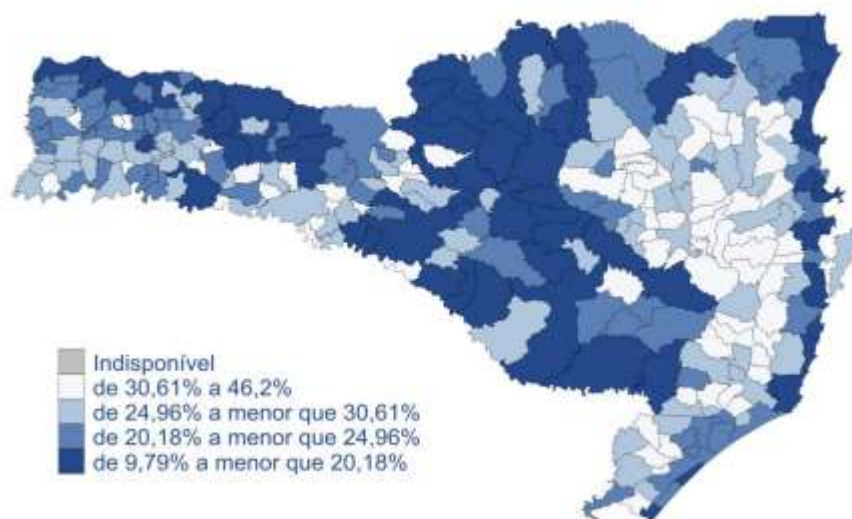 Indisponível
de 30,61% a 46,2%
de 24,96% a menor que 30,61%
de 20,18% a menor que 24,96%
de 9,79% a menor que 20,18%